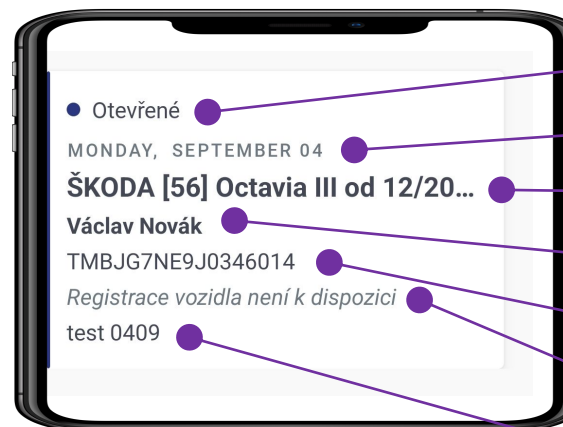 Otevřené
MONDAY, SEPTEMBER 04
ŠKODA [56] Octavia III od 12/20...
Václav Novák
TMBJG7NE9J0346014
Registrace vozidla není k dispozici
test 0409